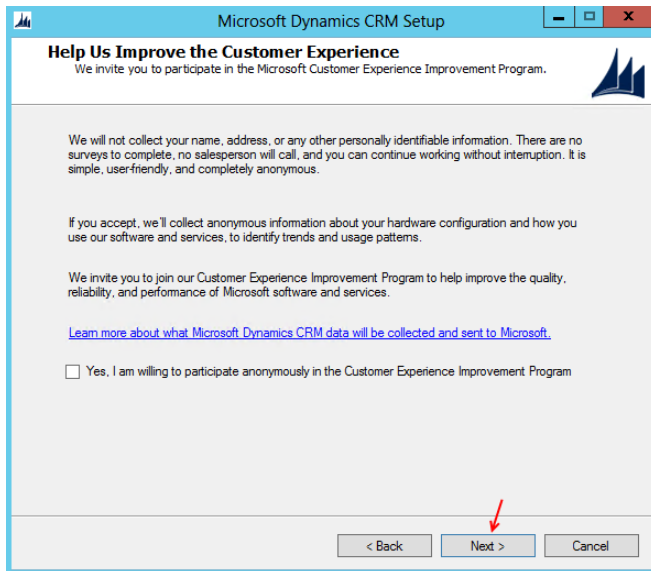 Microsoft Dynamics CRM Setup
Help Us Improve the Customer Experience
We invite you to participate in the Microsoft Customer Experience Improvement Program.
We will not collect your name, address, or any other personally identifiable information. There are no
surveys to complete, no salesperson will call, and you can continue working without interruption. It is
simple, user-friendly, and completely anonymous.
If you accept, we'll collect anonymous information about your hardware configuration and how you
use our software and services, to identify trends and usage patterns.
We invite you to join our Customer Experience Improvement Program to help improve the quality,
reliability, and performance of Microsoft software and services.
Learn more about what Microsoft Dynamics CRM data will be collected and sent to Microsoft.
Yes, I am willing to participate anonymously in the Customer Experience Improvement Program
< Back Next > Cancel